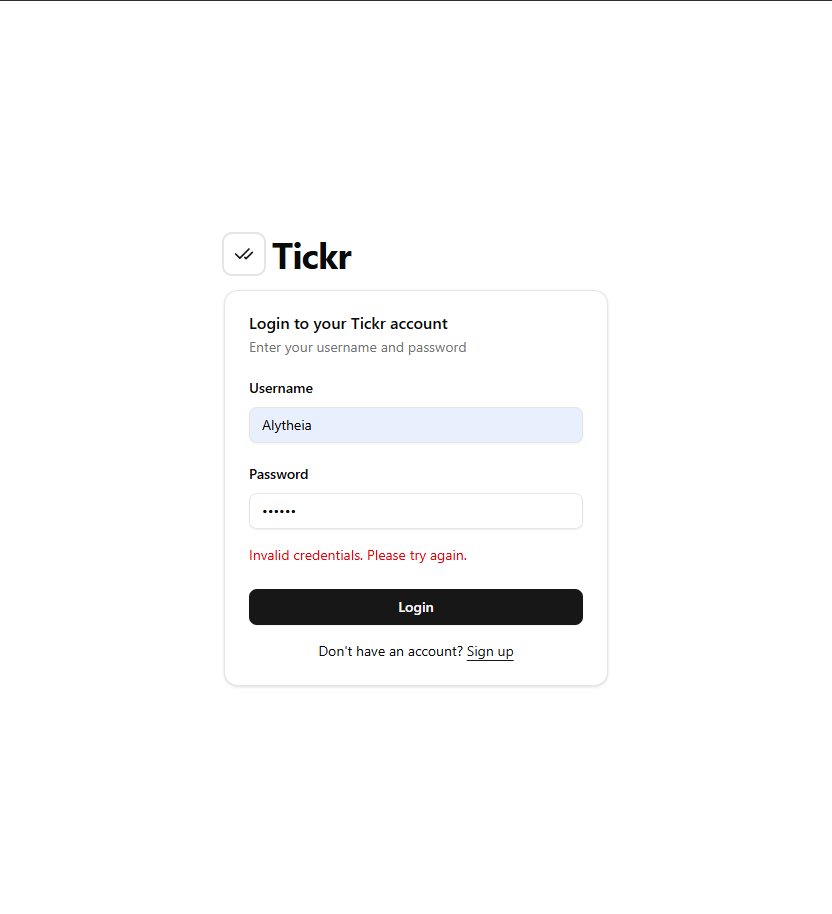 Tickr
Login to your Tickr account
Enter your username and password
Username
Alytheia
Password
••••••
Invalid credentials. Please try again.
Login
Don't have an account? Sign up